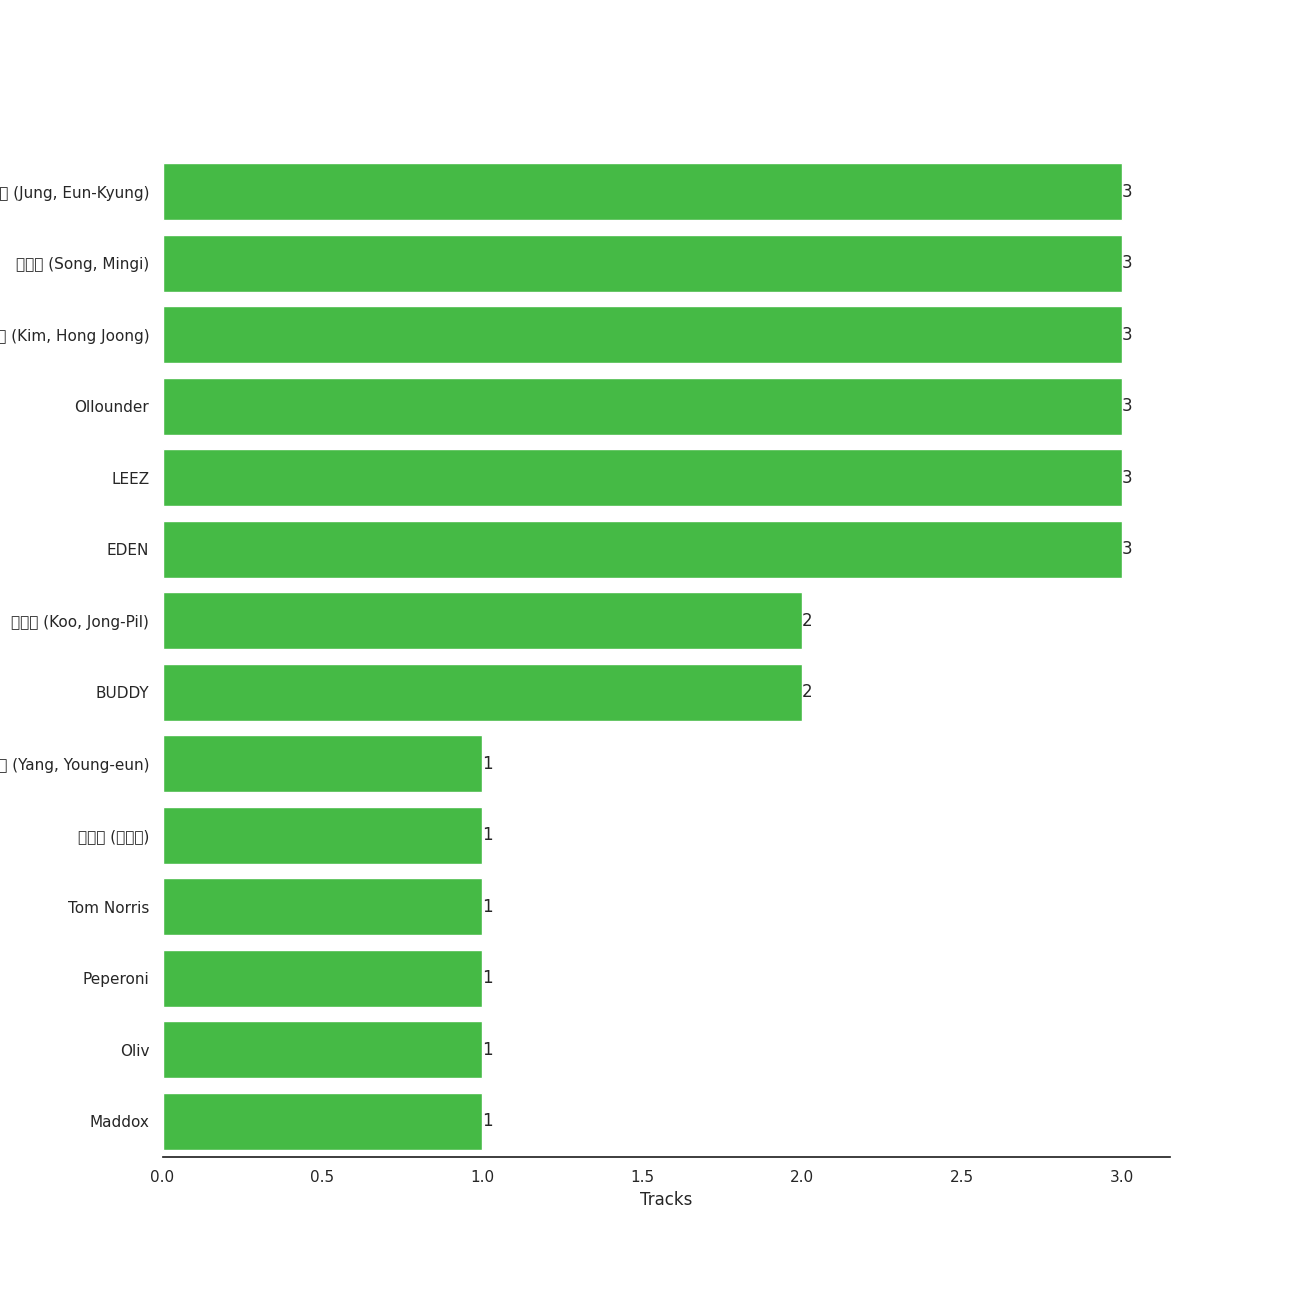 (Jung, Eun-Kyung) 3
(Song, Mingi) 3
(Kim, Hong Joong) 3
Ollounder 3
LEEZ 3
EDEN 3
(Koo, Jong-Pil) 2
BUDDY 2
(Yang, Young-eun) 1
1
Tom Norris 1
Peperoni 1
Oliv 1
Maddox 1
0.0 0.5 1.0 1.5 2.0 2.5 3.0
Tracks